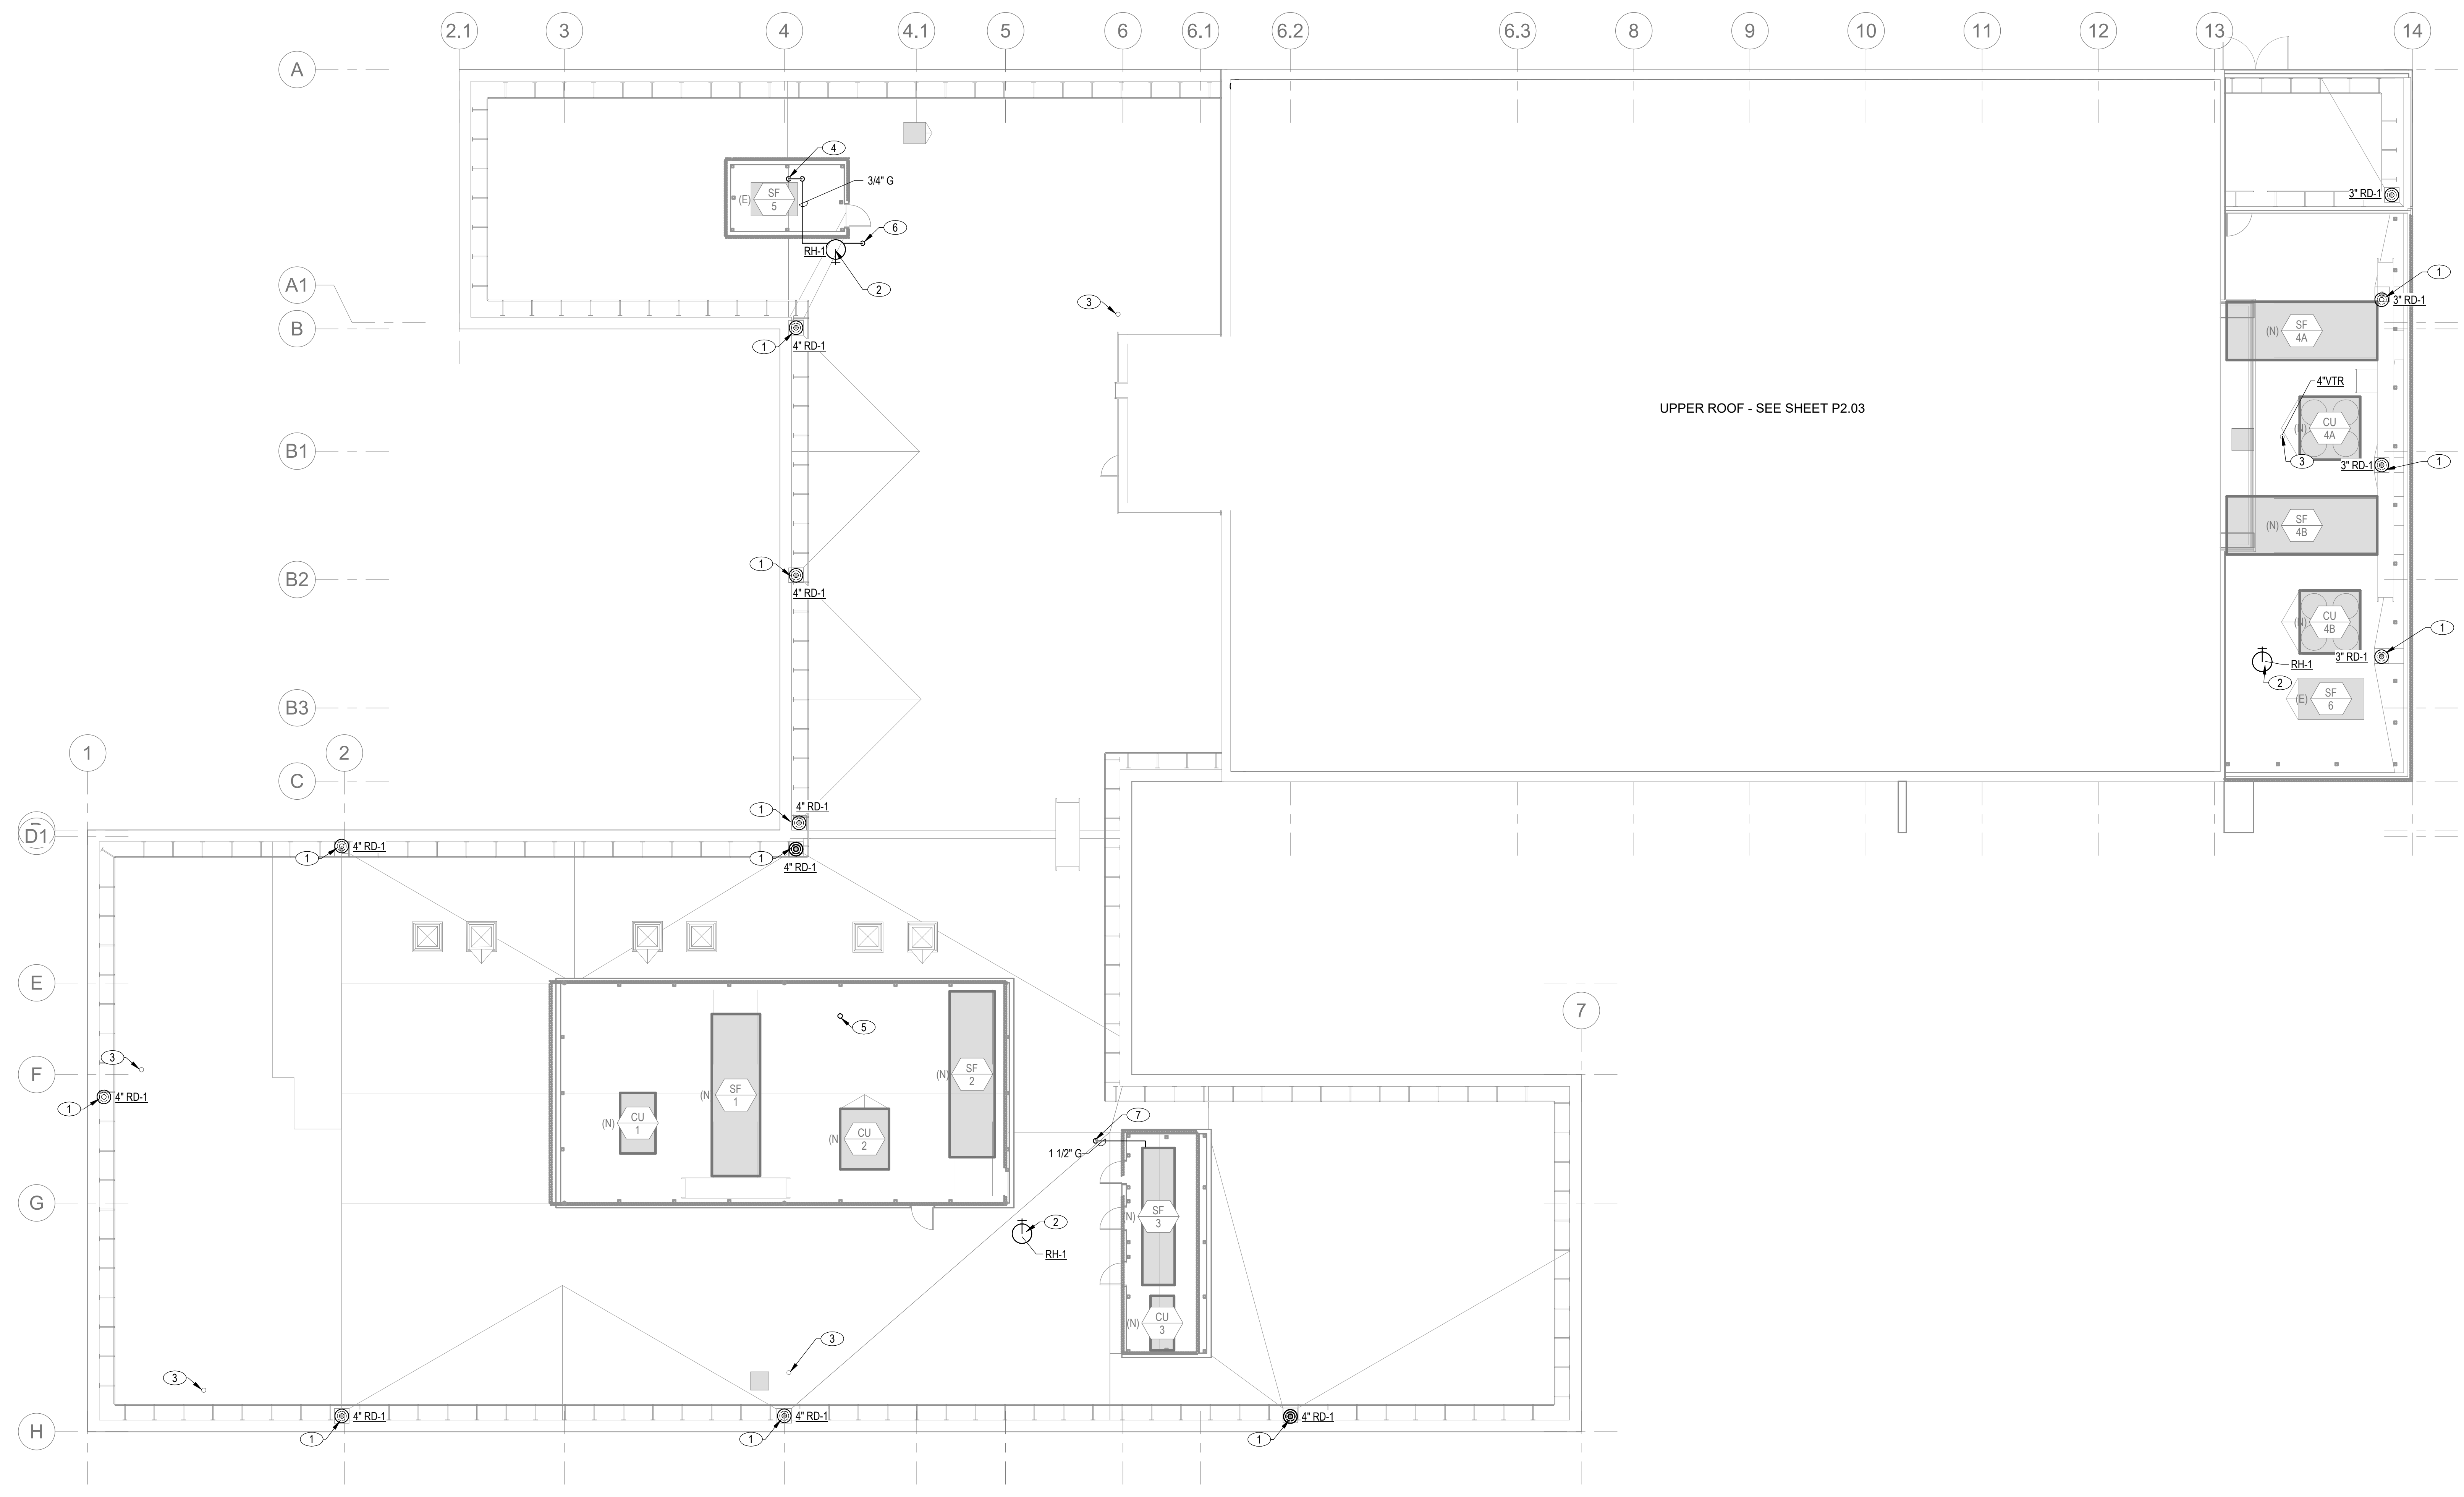 2.1 3 4 4.1 5 6 6.1 6.2 6.3 8 9 10 11 12 13 14
A
4
3/4" G
(E) SF
5
6
RH-1
2
3" RD-1
A1
3
1
3" RD-1
B
1
4" RD-1
(N) SF
4A
4"VTR
UPPER ROOF - SEE SHEET P2.03
(N) CU
4A
B1
3
3" RD-1
1
(N) SF
4B
1
B2
4" RD-1
(N) CU
4B
1
3" RD-1
RH-1
2
(E) SF
6
B3
1
2
C
1
4" RD-1
D1
4" RD-1
1
1
4" RD-1
E
7
5
3
F
(N) SF
2
(N SF
1
4" RD-1
1
(N) CU
1
(N CU
2
7
1 1/2" G
G
(N) SF
3
2
RH-1
(N) CU
3
3
3
4" RD-1
4" RD-1
4" RD-1
H
1
1
1